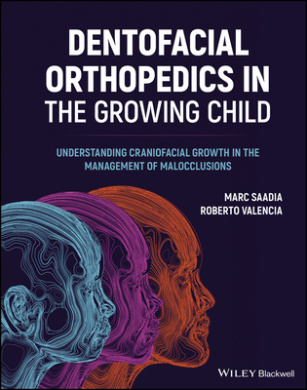 DENTOFACIAL
ORTHOPEDICS IN
THE GROWING CHILD
UNDERSTANDING CRANIOFACIAL GROWTH IN THE
MANAGEMENT OF MALOCCLUSIONS
MARC SAADIA
ROBERTO VALENCIA
WILEY Blackwell